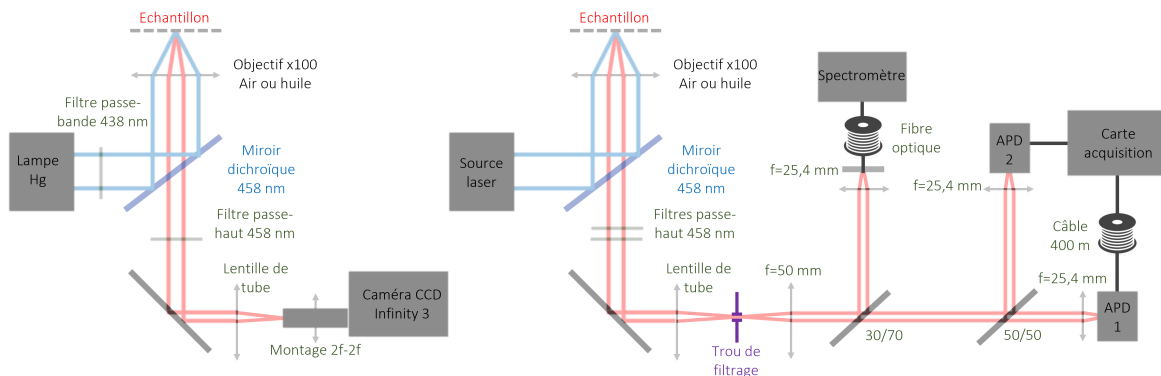 Echantillon
Objectif x100
Air ou huile
Filtre passe-
bande 438 nm
Lampe
Hg
Miroir
dichroïque
458 nm
Filtre passe-
haut 458 nm
Lentille de
tube
Caméra CCD
Infinity 3
Montage 2f-2f
Echantillon
Objectif x100
Air ou huile
Source
laser
Miroir
dichroïque
458 nm
Filtres passe-
haut 458 nm
Lentille de
tube
Trou de
filtrage
f=50 mm
Spectromètre
Fibre
optique
f=25,4 mm
30/70
APD
2
f=25,4 mm
50/50
Carte
acquisition
Câble
400 m
f=25,4 mm
APD
1